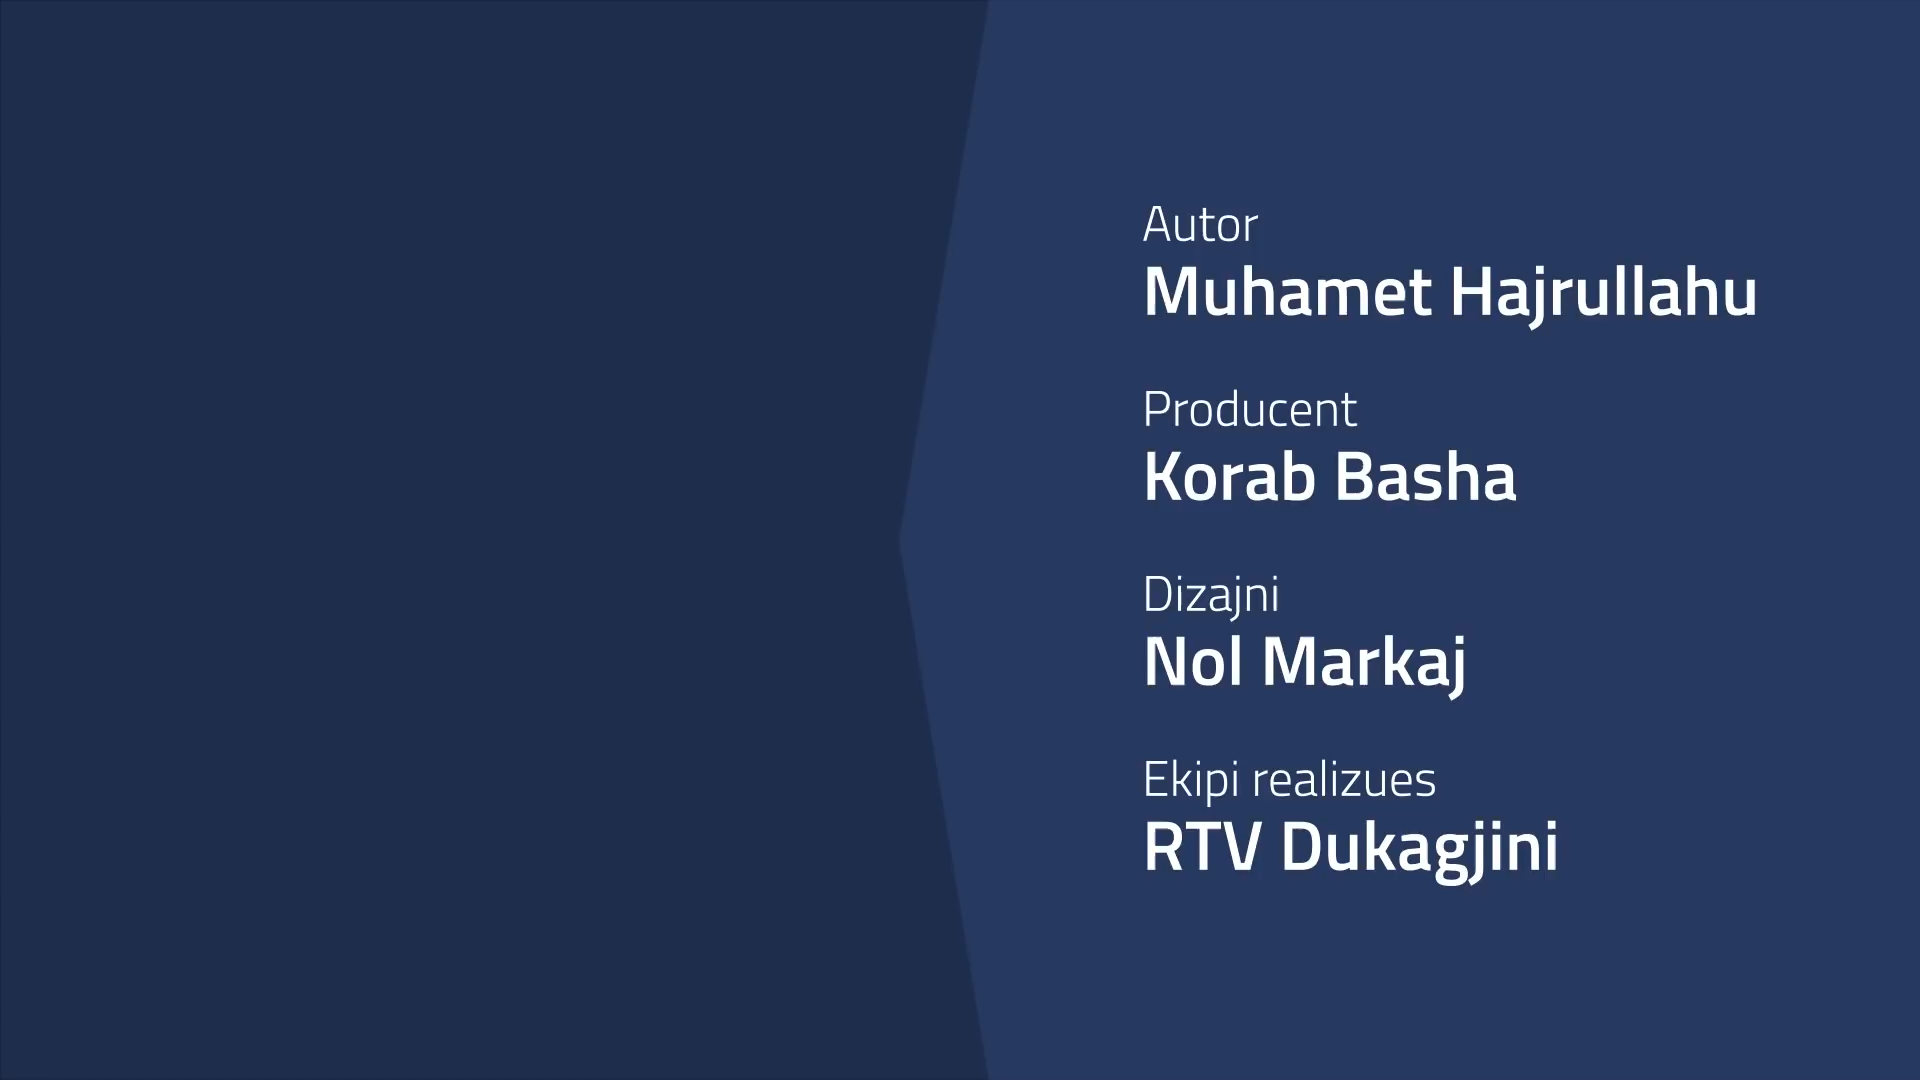 Autor
Muhamet Hajrullahu
Producent
Korab Basha
Dizajni
Nol Markaj
Ekipi realizues
RTV Dukagjini